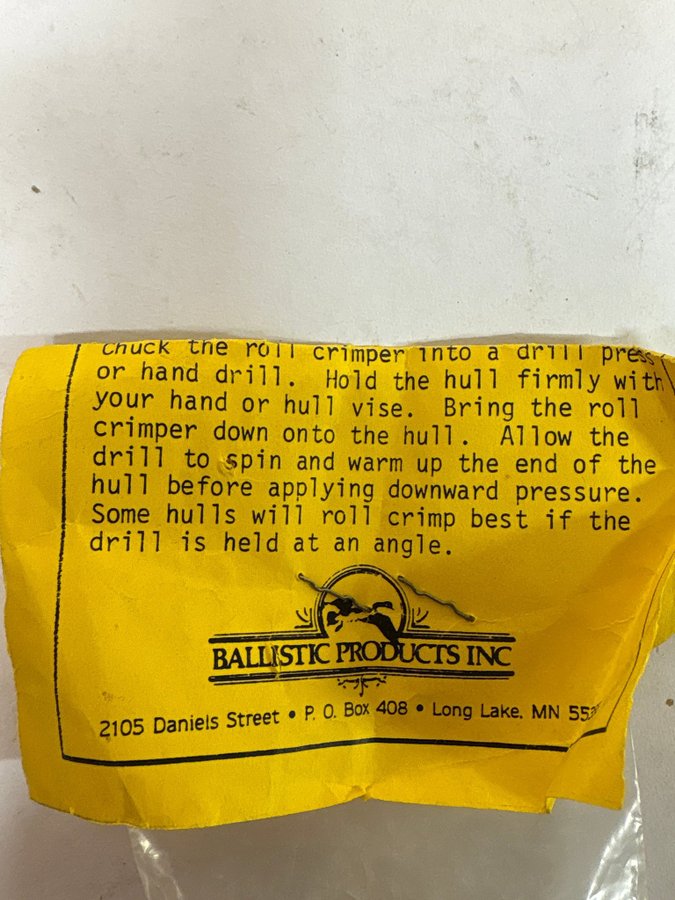 Chuck the roll crimper into a drill press
or hand drill. Hold the hull firmly with
your hand or hull vise. Bring the roll
crimper down onto the hull. Allow the
drill to spin and warm up the end of the
hull before applying downward pressure.
Some hulls will roll crimp best if the
drill is held at an angle.
BALLISTIC PRODUCTS INC
2105 Daniels Street • P. O. Box 408 • Long Lake, MN